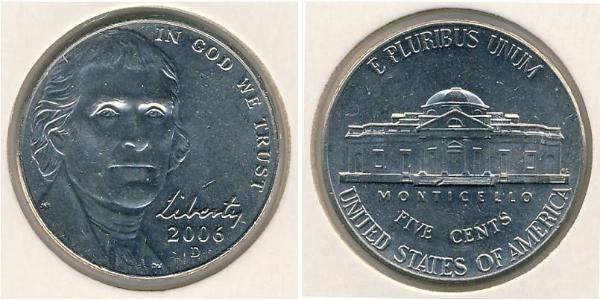 IN GOD WE TRUST
Liberty
2006
D
E PLURIBUS UNUM
MONTICELLO
FIVE CENTS
UNITED STATES OF AMERICA